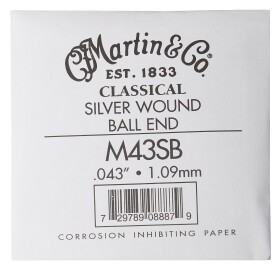 C.F. Martin & Co.
EST. 1833
CLASSICAL
SILVER WOUND
BALL END
M43SB
.043" • 1.09mm
7 29789 08887 9
CORROSION INHIBITING PAPER